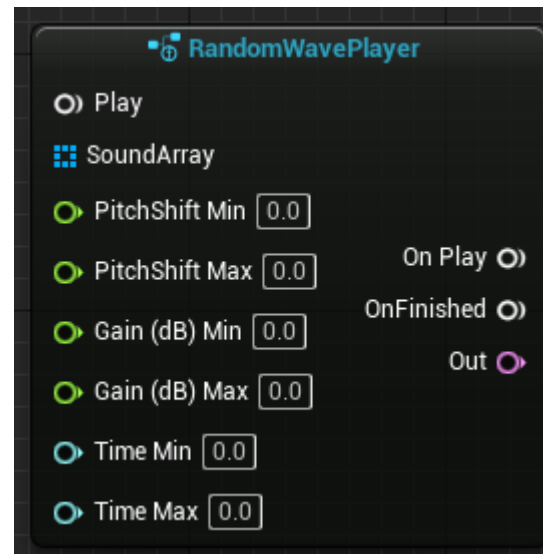 RandomWavePlayer
Play
SoundArray
PitchShift Min 0.0
PitchShift Max 0.0
On Play
Gain (dB) Min 0.0
OnFinished
Out
Gain (dB) Max 0.0
Time Min 0.0
Time Max 0.0